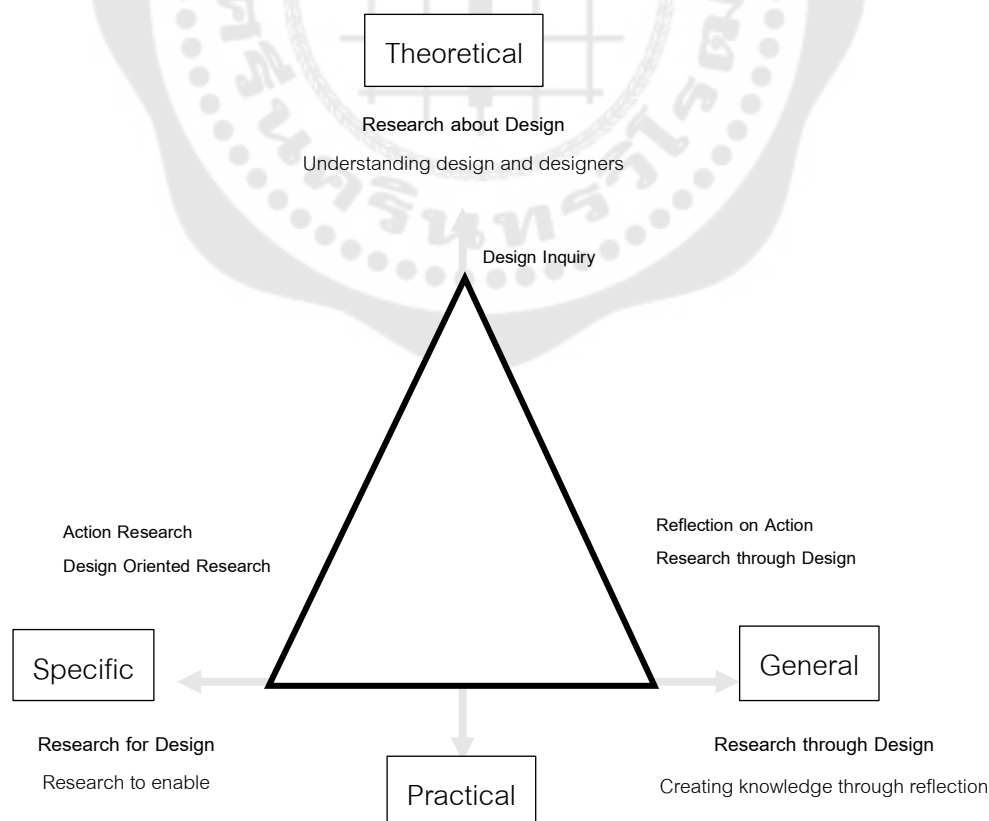 Theoretical
Research about Design
Understanding design and designers
Design Inquiry
Action Research
Design Oriented Research
Reflection on Action
Research through Design
Specific
General
Research for Design
Research to enable
Research through Design
Creating knowledge through reflection
Practical